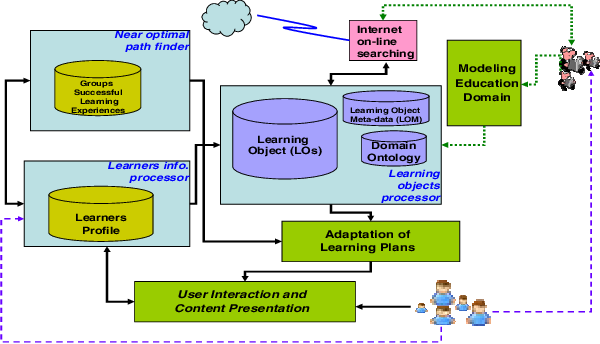 Near optimal
path finder
Groups
Successful
Learning
Experiences
Internet
on-line
searching
Modeling
Education
Domain
Learning Object
Meta-data (LOM)
Learning
Object (LOs)
Domain
Ontology
Learning
objects
processor
Learners info.
processor
Learners
Profile
Adaptation of
Learning Plans
User Interaction and
Content Presentation